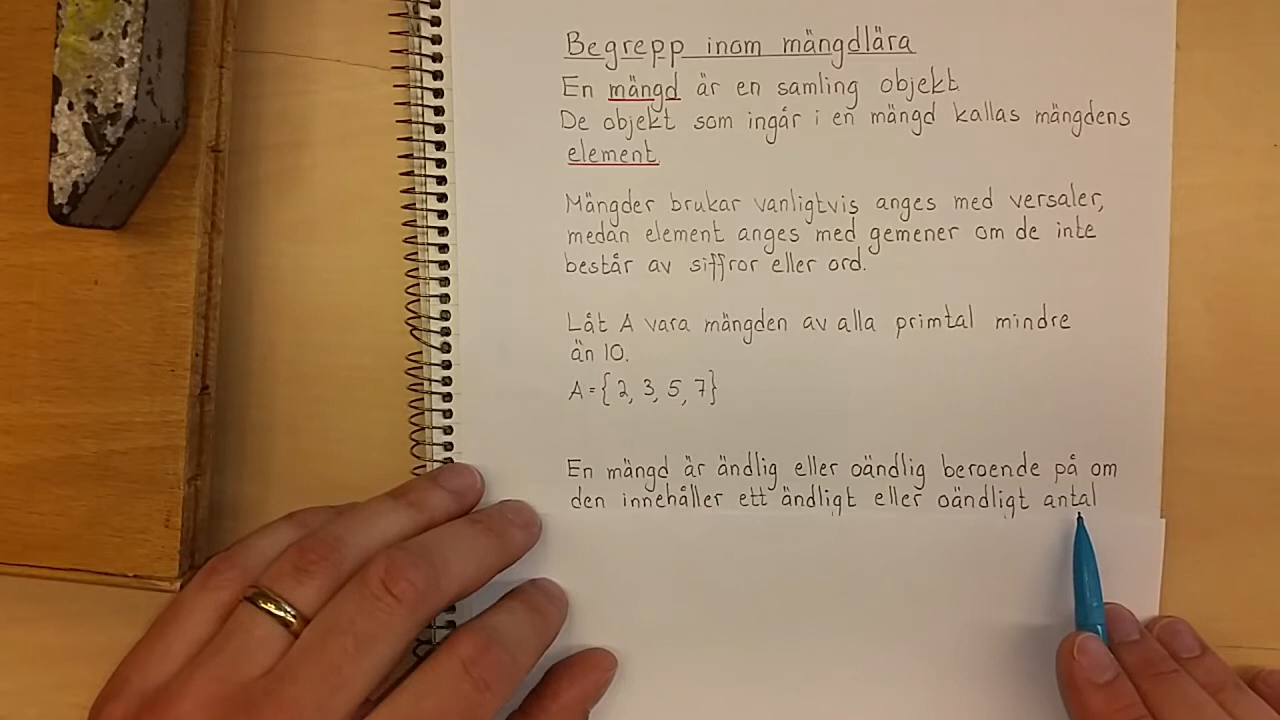 Begrepp inom mängdlära
En mängd är en samling objekt.
De objekt som ingår i en mängd kallas mängdens
element.
Mängder brukar vanligtvis anges med versaler,
medan element anges med gemener om de inte
består av siffror eller ord.
Låt A vara mängden av alla primtal mindre
än 10.
A={2, 3, 5, 7}
En mängd är ändlig eller oändlig beroende på om
den innehåller ett ändligt eller oändligt antal